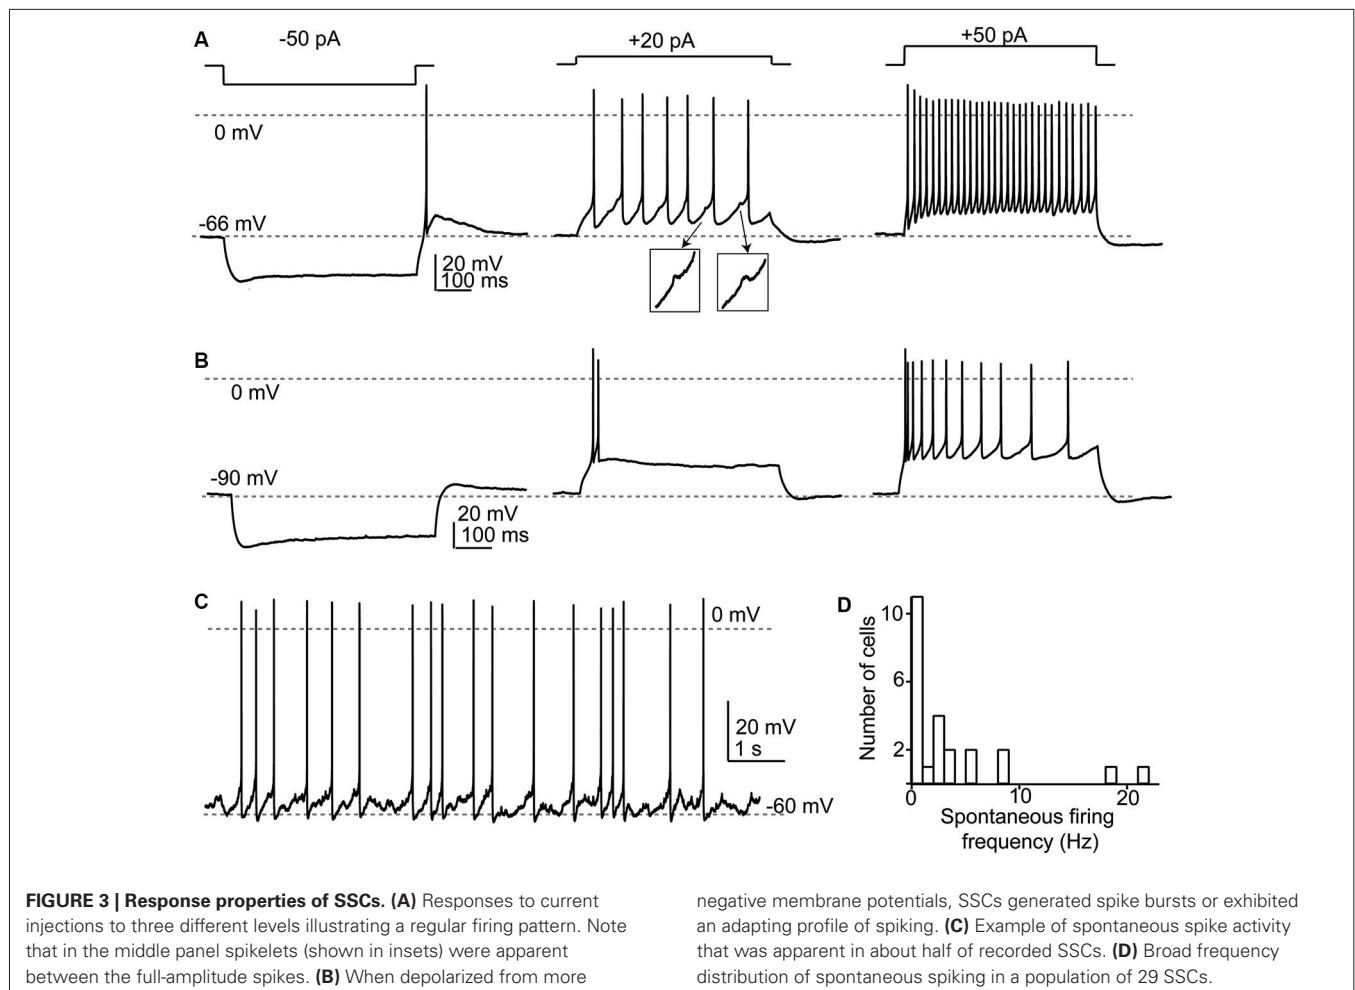 A
-50 pA
+20 pA
+50 pA
0 mV
-66 mV
20 mV
100 ms
B
0 mV
-90 mV
20 mV
100 ms
C
0 mV
20 mV
1 s
-60 mV
D
Number of cells
10
6
2
0
10
20
Spontaneous firing
frequency (Hz)
FIGURE 3 | Response properties of SSCs. (A) Responses to current
injections to three different levels illustrating a regular firing pattern. Note
that in the middle panel spikelets (shown in insets) were apparent
between the full-amplitude spikes. (B) When depolarized from more
negative membrane potentials, SSCs generated spike bursts or exhibited
an adapting profile of spiking. (C) Example of spontaneous spike activity
that was apparent in about half of recorded SSCs. (D) Broad frequency
distribution of spontaneous spiking in a population of 29 SSCs.